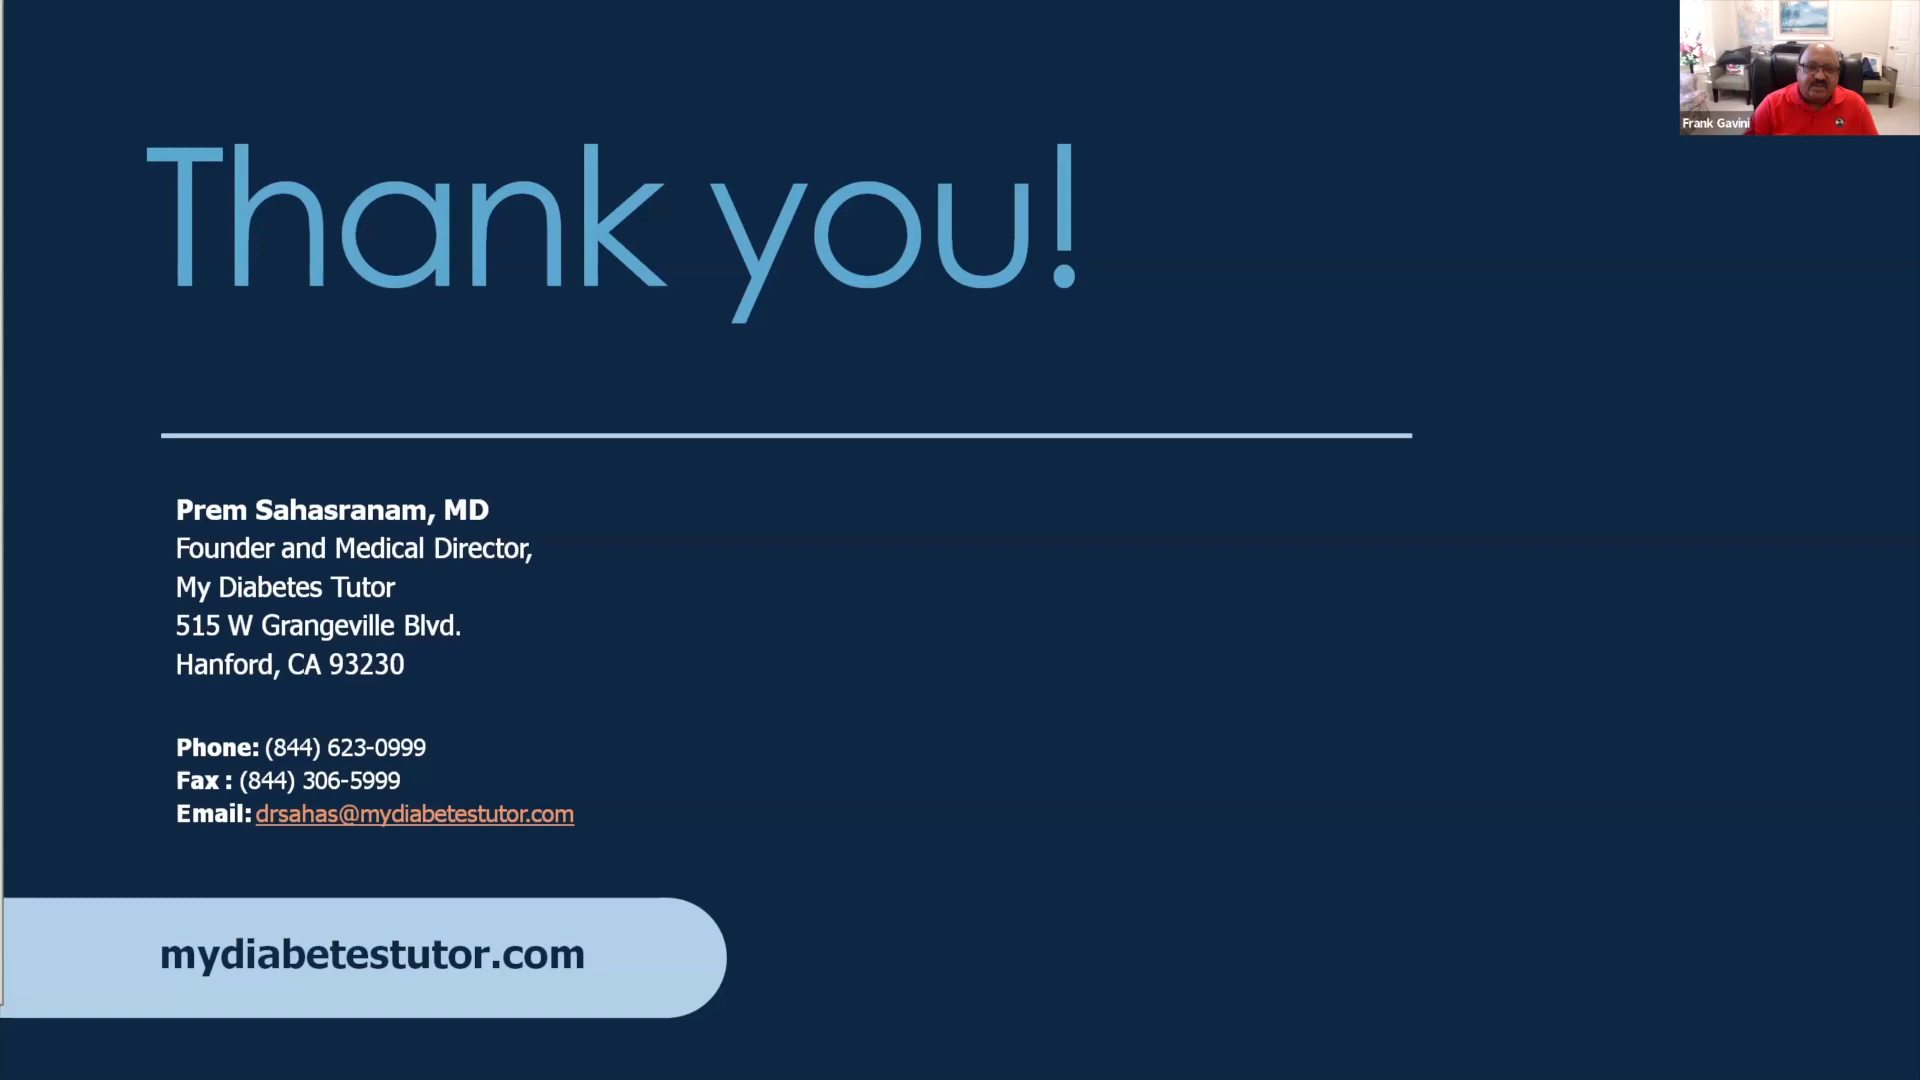 Thank you!
Frank Gavini
Prem Sahasranam, MD
Founder and Medical Director,
My Diabetes Tutor
515 W Grangeville Blvd.
Hanford, CA 93230
Phone: (844) 623-0999
Fax : (844) 306-5999
Email: drsahas@mydiabetestutor.com
mydiabetestutor.com